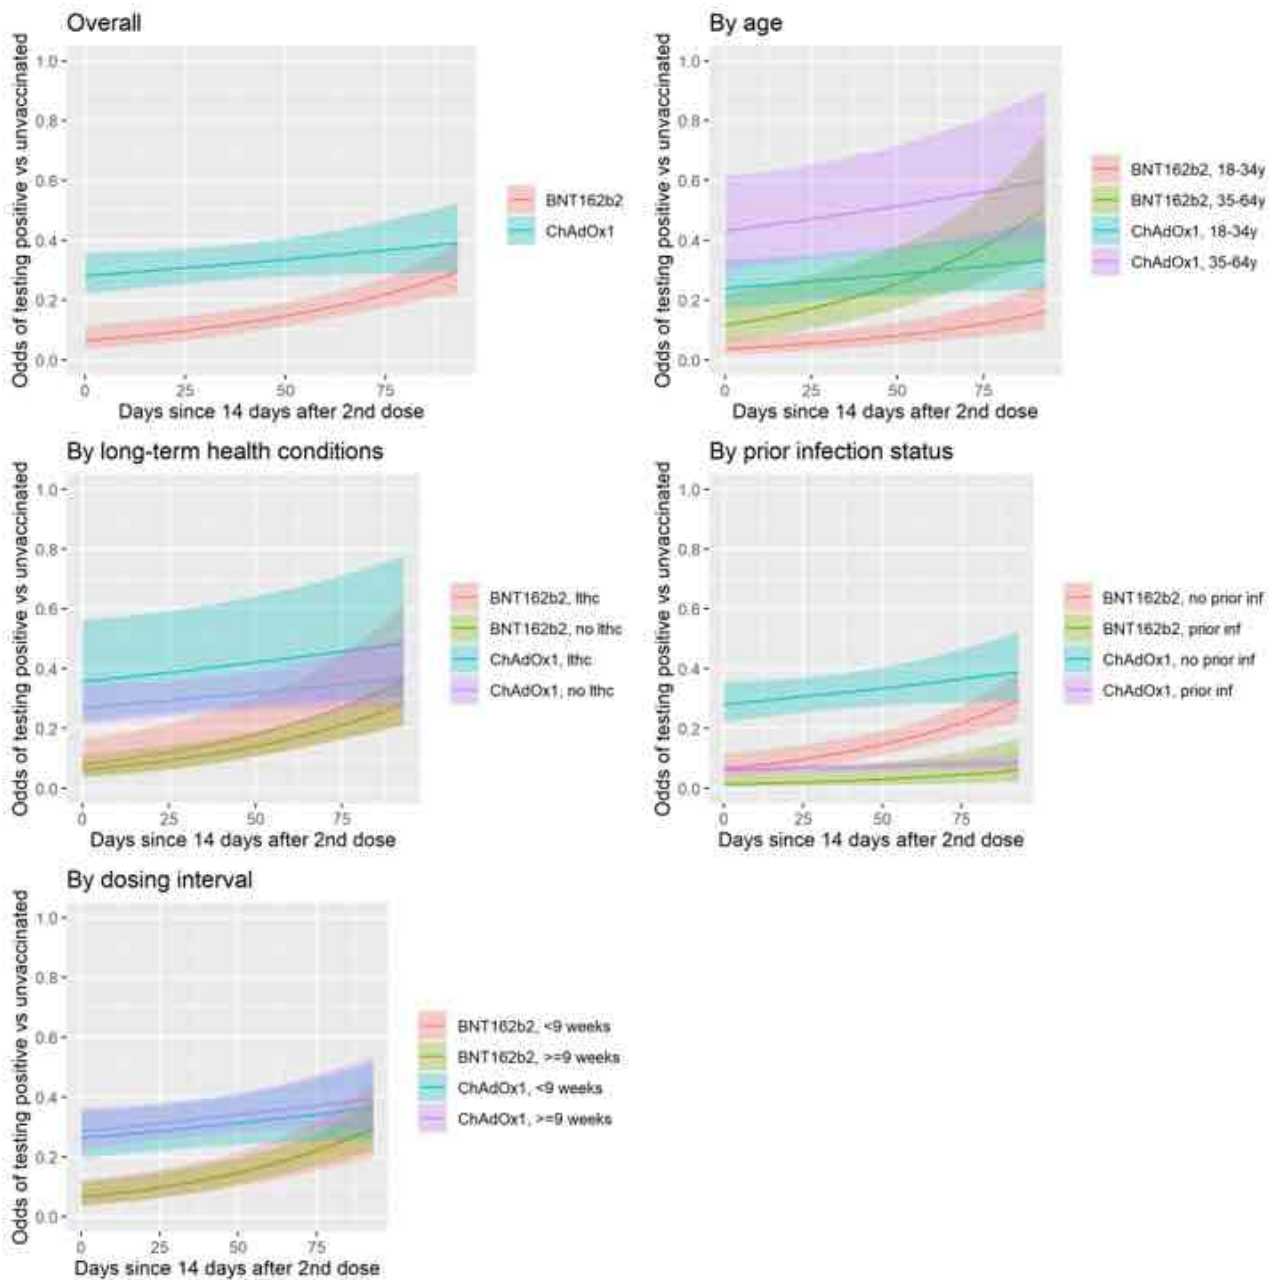 Overall
Odds of testing positive vs unvaccinated
1.0
0.8
0.6
0.4
0.2
0.0
0 25 50 75
Days since 14 days after 2nd dose
BNT162b2
ChAdOx1
By age
Odds of testing positive vs unvaccinated
1.0
0.8
0.6
0.4
0.2
0.0
0 25 50 75
Days since 14 days after 2nd dose
BNT162b2, 18-34y
BNT162b2, 35-64y
ChAdOx1, 18-34y
ChAdOx1, 35-64y
By long-term health conditions
Odds of testing positive vs unvaccinated
1.0
0.8
0.6
0.4
0.2
0.0
0 25 50 75
Days since 14 days after 2nd dose
BNT162b2, lthc
BNT162b2, no lthc
ChAdOx1, lthc
ChAdOx1, no lthc
By prior infection status
Odds of testing positive vs unvaccinated
1.0
0.8
0.6
0.4
0.2
0.0
0 25 50 75
Days since 14 days after 2nd dose
BNT162b2, no prior inf
BNT162b2, prior inf
ChAdOx1, no prior inf
ChAdOx1, prior inf
By dosing interval
Odds of testing positive vs unvaccinated
1.0
0.8
0.6
0.4
0.2
0.0
0 25 50 75
Days since 14 days after 2nd dose
BNT162b2, <9 weeks
BNT162b2, >=9 weeks
ChAdOx1, <9 weeks
ChAdOx1, >=9 weeks